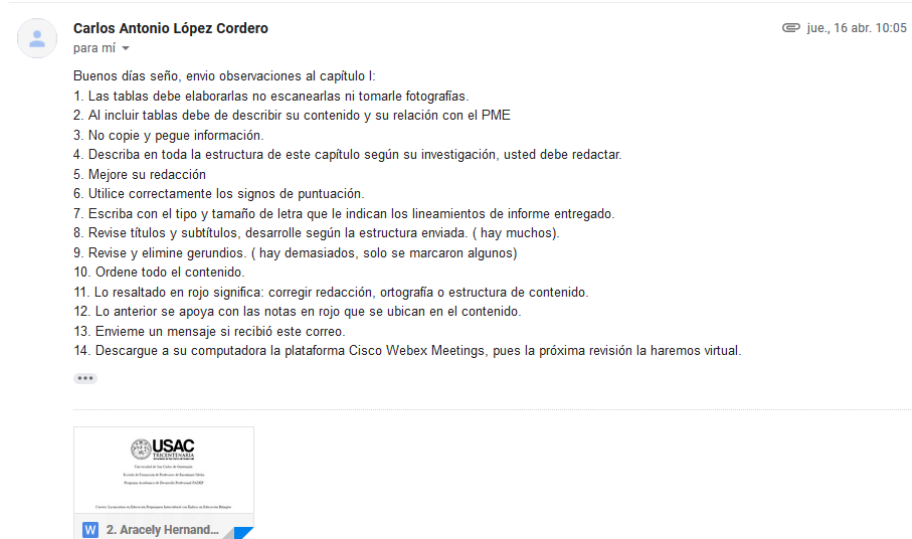 Carlos Antonio López Cordero
jue., 16 abr. 10:05
para mí
Buenos días seño, envio observaciones al capítulo I:
1. Las tablas debe elaborarlas no escanearlas ni tomarle fotografías.
2. Al incluir tablas debe de describir su contenido y su relación con el PME
3. No copie y pegue información.
4. Describa en toda la estructura de este capítulo según su investigación, usted debe redactar.
5. Mejore su redacción
6. Utilice correctamente los signos de puntuación.
7. Escriba con el tipo y tamaño de letra que le indican los lineamientos de informe entregado.
8. Revise títulos y subtítulos, desarrolle según la estructura enviada. ( hay muchos).
9. Revise y elimine gerundios. ( hay demasiados, solo se marcaron algunos)
10. Ordene todo el contenido.
11. Lo resaltado en rojo significa: corregir redacción, ortografía o estructura de contenido.
12. Lo anterior se apoya con las notas en rojo que se ubican en el contenido.
13. Envieme un mensaje si recibió este correo.
14. Descargue a su computadora la plataforma Cisco Webex Meetings, pues la próxima revisión la haremos virtual.
USAC
TRICENTENARIA
Universidad de San Carlos de Guatemala
W 2. Aracely Hernand...